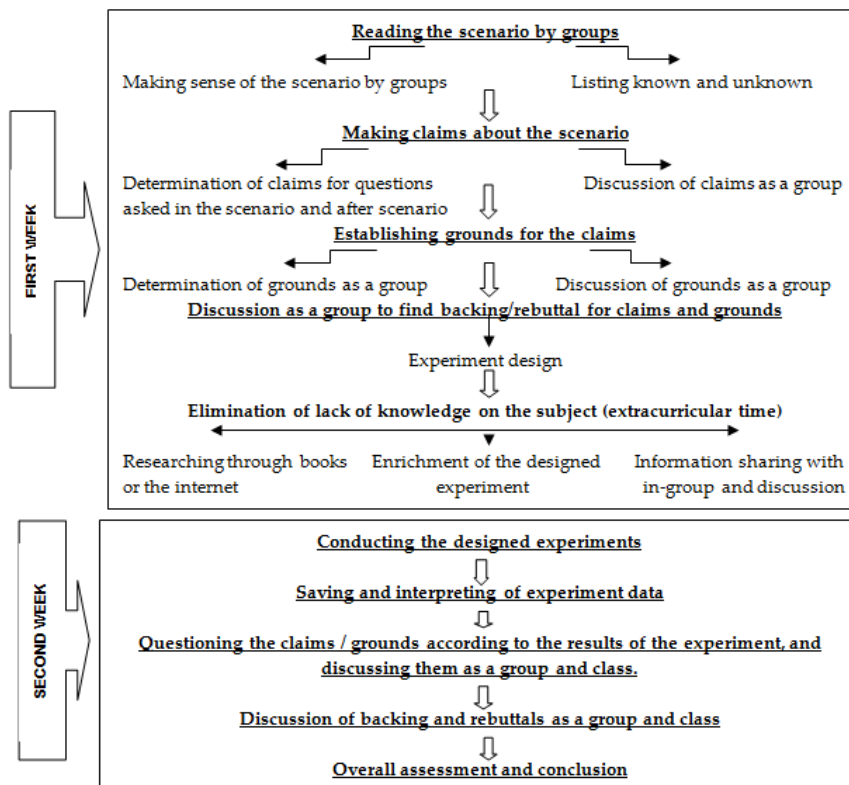 FIRST WEEK
Reading the scenario by groups
Making sense of the scenario by groups
Listing known and unknown
Making claims about the scenario
Determination of claims for questions
asked in the scenario and after scenario
Discussion of claims as a group
Establishing grounds for the claims
Determination of grounds as a group
Discussion of grounds as a group
Discussion as a group to find backing/rebuttal for claims and grounds
Experiment design
Elimination of lack of knowledge on the subject (extracurricular time)
Researching through books
or the internet
Enrichment of the designed
experiment
Information sharing with
in-group and discussion
SECOND WEEK
Conducting the designed experiments
Saving and interpreting of experiment data
Questioning the claims / grounds according to the results of the experiment, and
discussing them as a group and class.
Discussion of backing and rebuttals as a group and class
Overall assessment and conclusion